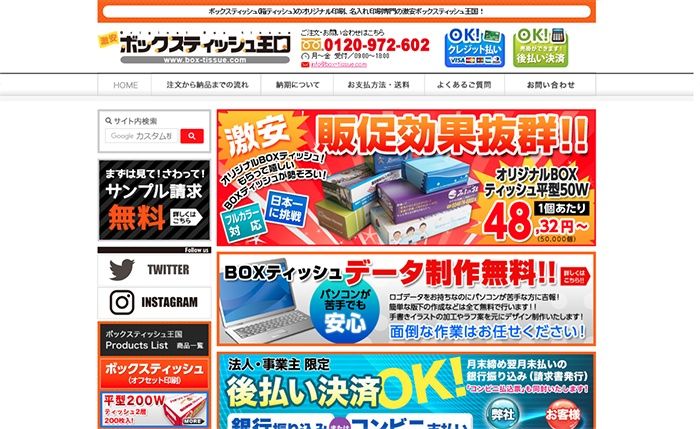 ボックスティッシュ(箱ティッシュ)のオリジナル印刷、名入れ印刷専門の激安ボックスティッシュ王国！
激安
ボックスティッシュ王国
www.box-tissue.com
ご注文・お問い合わせはこちら
0120-972-602
月〜金 受付／09:00〜18:00
info@box-tissue.com
OK!
クレジット払い
VISA
OK!
売掛ができます！
後払い決済
HOME
注文から納品までの流れ
納期について
お支払方法・送料
よくあるご質問
お問い合わせ
サイト内検索
Google カスタム検
まずは見て！さわって！
サンプル請求
無料
詳しくはこちら
Follow us
TWITTER
INSTAGRAM
ボックスティッシュ王国
Products List 商品一覧
ボックスティッシュ
(オフセット印刷)
平型200W
ティッシュ2層
200枚入！
MORE
激安
販促効果抜群!!
オリジナルBOXティッシュ！
もらって嬉しい
BOXティッシュが勢ぞろい！
フルカラー対応
日本一に挑戦
オリジナルBOX
ティッシュ平型50W
1個あたり
48,32円〜
(50,000個)
BOXティッシュデータ制作無料!!
詳しくはこちら!!
パソコンが
苦手でも
安心
ロゴデータをお持ちなのにパソコンが苦手な方に吉報！
簡単な版下の作成などは全て無料で行います!!
手書きイラストの加工やラフ案を元にデザイン制作いたします！
面倒な作業はお任せください！
法人・事業主 限定
後払い決済OK!
月末締め翌月末払いの
銀行振り込み（請求書発行）
「コンビニ払込票」も同封いたします！
銀行振り込みまたはコンビニ支払い
弊社
お客様